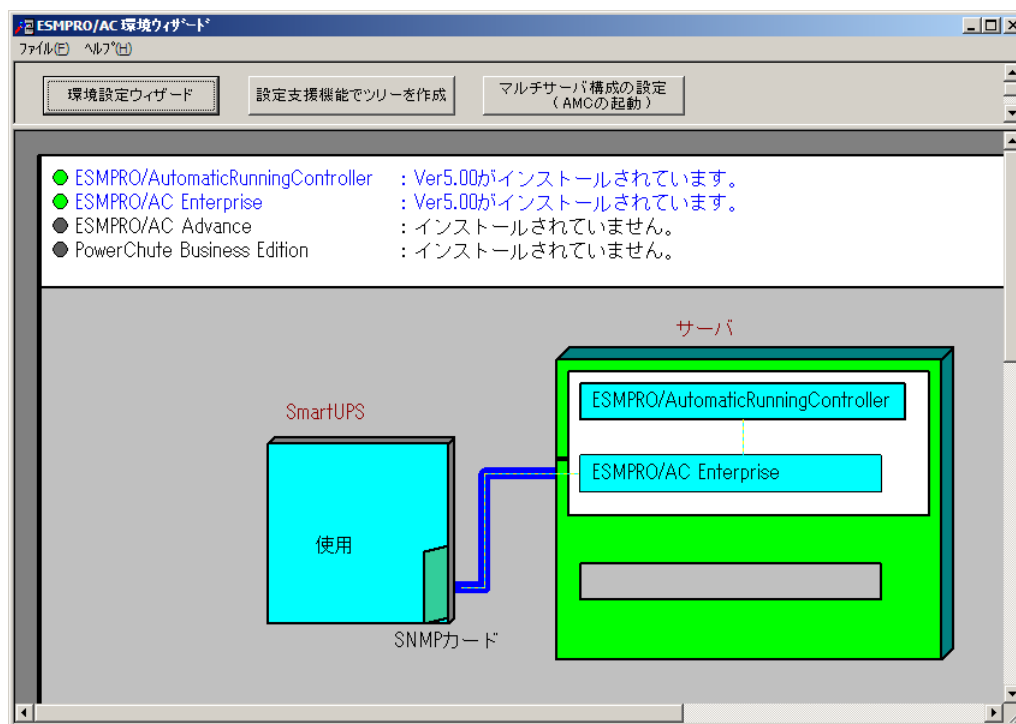 ESMPRO/AC 環境ウィザード
ファイル(F) ヘルプ(H)
環境設定ウィザード
設定支援機能でツリーを作成
マルチサーバ構成の設定
(AMCの起動)
ESMPRO/AutomaticRunningController : Ver5.00がインストールされています。
ESMPRO/AC Enterprise : Ver5.00がインストールされています。
ESMPRO/AC Advance : インストールされていません。
PowerChute Business Edition : インストールされていません。
サーバ
ESMPRO/AutomaticRunningController
SmartUPS
ESMPRO/AC Enterprise
使用
SNMPカード